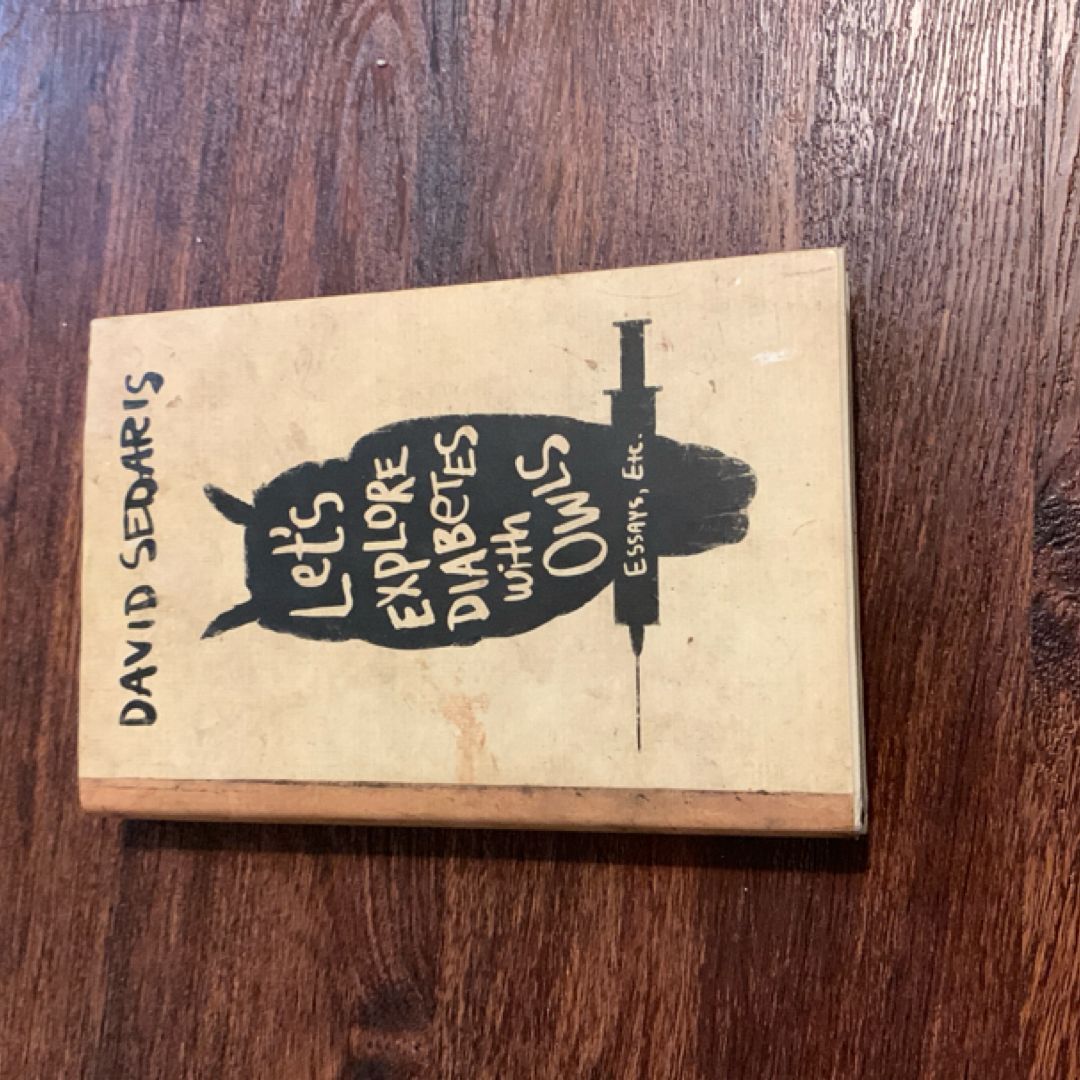 DAVID SEDARIS
Let's
EXPLORE
DIABETES
with
OWLS
ESSAYS, Etc.